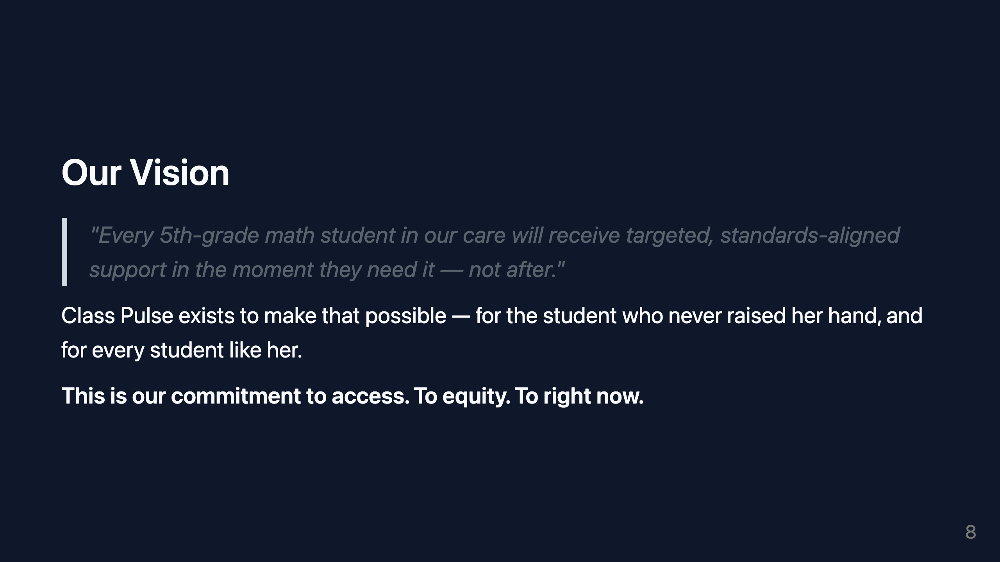 Our Vision
"Every 5th-grade math student in our care will receive targeted, standards-aligned
support in the moment they need it — not after."
Class Pulse exists to make that possible — for the student who never raised her hand, and
for every student like her.
This is our commitment to access. To equity. To right now.
8